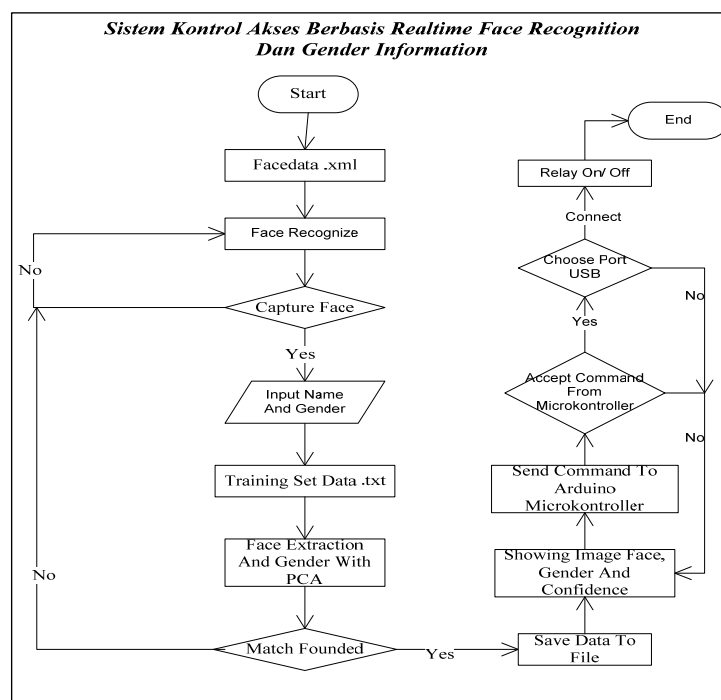 Sistem Kontrol Akses Berbasis Realtime Face Recognition
Dan Gender Information
Start
Facedata .xml
Face Recognize
No
Capture Face
Yes
Input Name
And Gender
Training Set Data .txt
Face Extraction
And Gender With
PCA
No
Match Founded
Yes
Save Data To
File
Showing Image Face,
Gender And
Confidence
Send Command To
Arduino
Microkontroller
Accept Command
From
Microkontroller
No
Yes
Choose Port
USB
No
Connect
Relay On/ Off
End